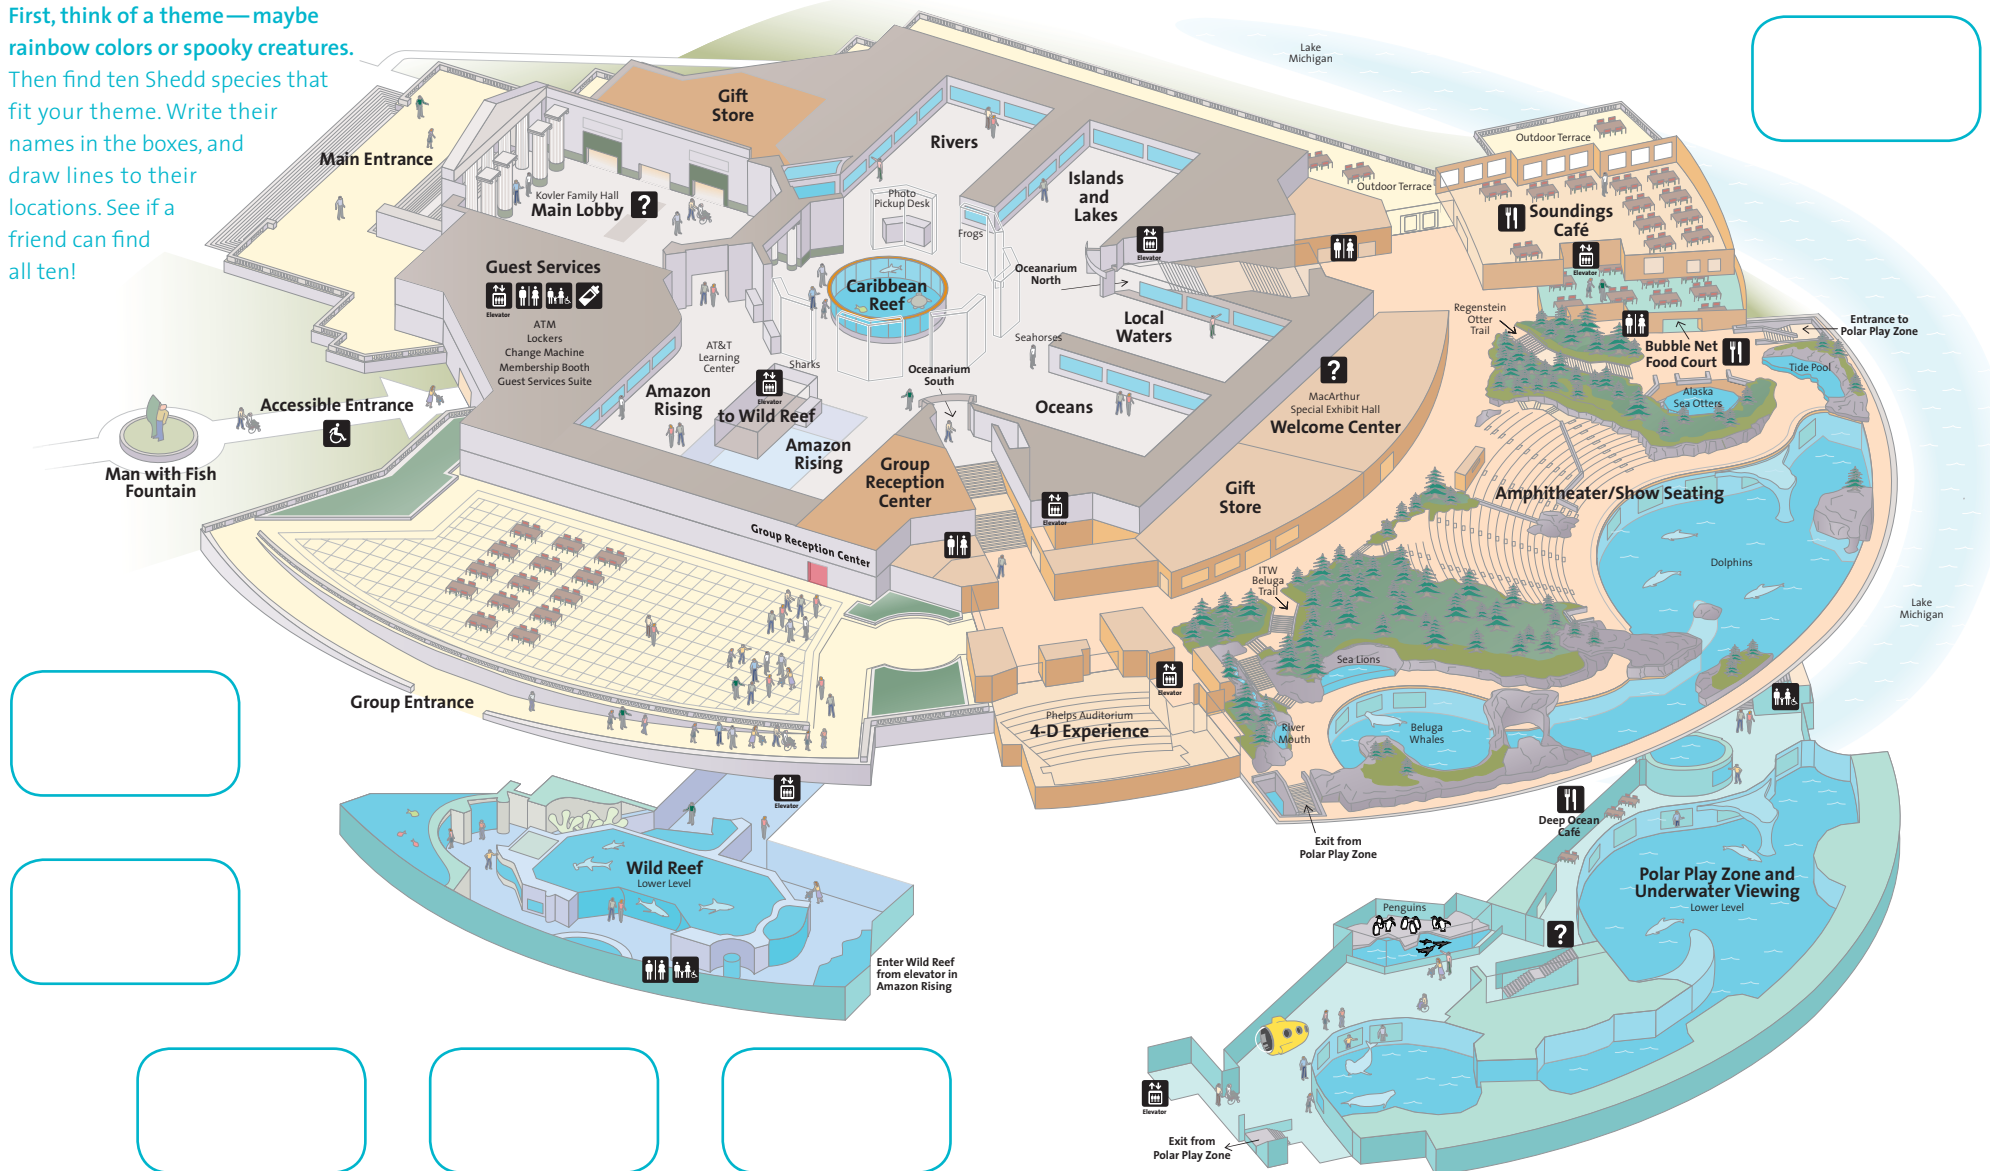 First, think of a theme — maybe
rainbow colors or spooky creatures.
Then find ten Shedd species that
fit your theme. Write their
names in the boxes, and
draw lines to their
locations. See if a
friend can find
all ten!
Lake
Michigan
Gift
Store
Main Entrance
Rivers
Outdoor Terrace
Islands
and
Lakes
Outdoor Terrace
Kovler Family Hall
Main Lobby
?
Photo
Pickup Desk
Soundings
Café
Frogs
Elevator
Elevator
Guest Services
Elevator
ATM
Lockers
Change Machine
Membership Booth
Guest Services Suite
Caribbean
Reef
Oceanarium
North
Local
Waters
Regenstein
Otter
Trail
Entrance to
Polar Play Zone
Bubble Net
Food Court
Seahorses
AT&T
Learning
Center
Sharks
Elevator
Oceanarium
South
Tide Pool
Alaska
Sea Otters
?
MacArthur
Special Exhibit Hall
Welcome Center
Amazon
Rising
to Wild Reef
Oceans
Accessible Entrance
Amazon
Rising
Man with Fish
Fountain
Group
Reception
Center
Gift
Store
Amphitheater/Show Seating
Elevator
Group Reception Center
Dolphins
ITW
Beluga
Trail
Lake
Michigan
Sea Lions
Elevator
Group Entrance
Phelps Auditorium
4-D Experience
River
Mouth
Beluga
Whales
Elevator
Deep Ocean
Café
Exit from
Polar Play Zone
Wild Reef
Lower Level
Polar Play Zone and
Underwater Viewing
Lower Level
Penguins
?
Enter Wild Reef
from elevator in
Amazon Rising
Elevator
Exit from
Polar Play Zone